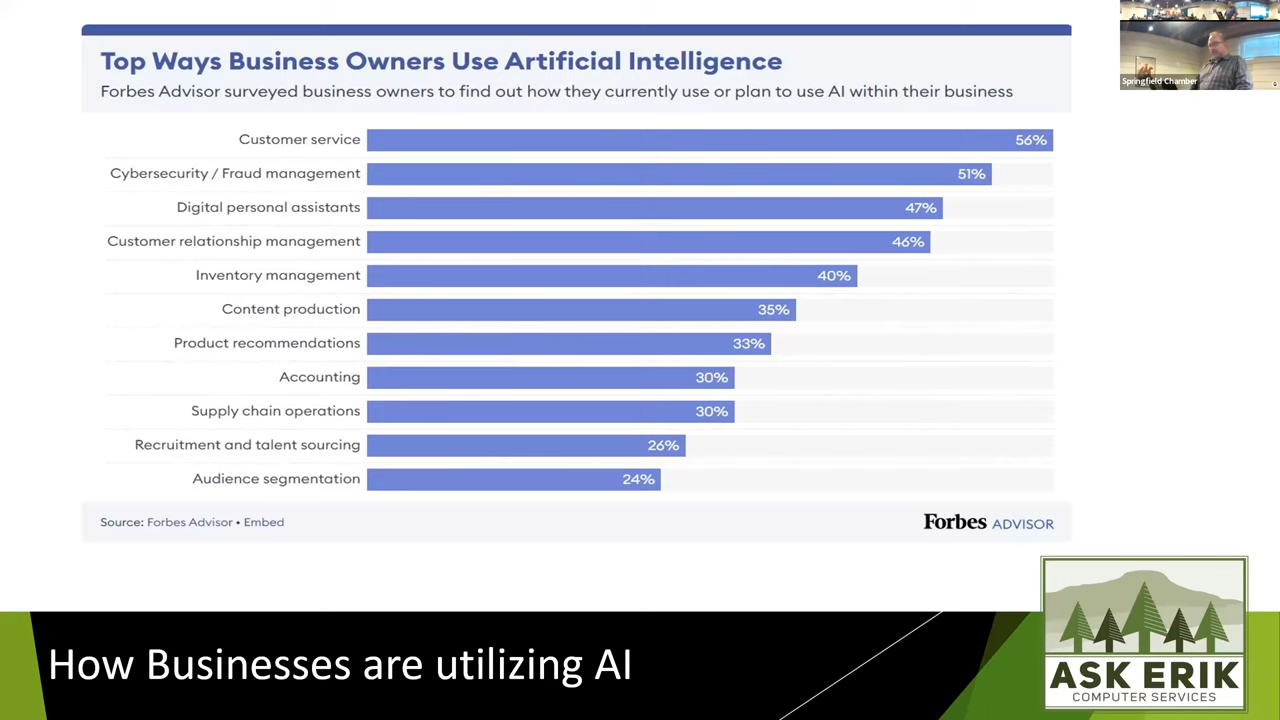 Top Ways Business Owners Use Artificial Intelligence
Forbes Advisor surveyed business owners to find out how they currently use or plan to use AI within their business
Customer service 56%
Cybersecurity / Fraud management 51%
Digital personal assistants 47%
Customer relationship management 46%
Inventory management 40%
Content production 35%
Product recommendations 33%
Accounting 30%
Supply chain operations 30%
Recruitment and talent sourcing 26%
Audience segmentation 24%
Source: Forbes Advisor • Embed
Forbes ADVISOR
Springfield Chamber
How Businesses are utilizing AI
ASK ERIK
COMPUTER SERVICES